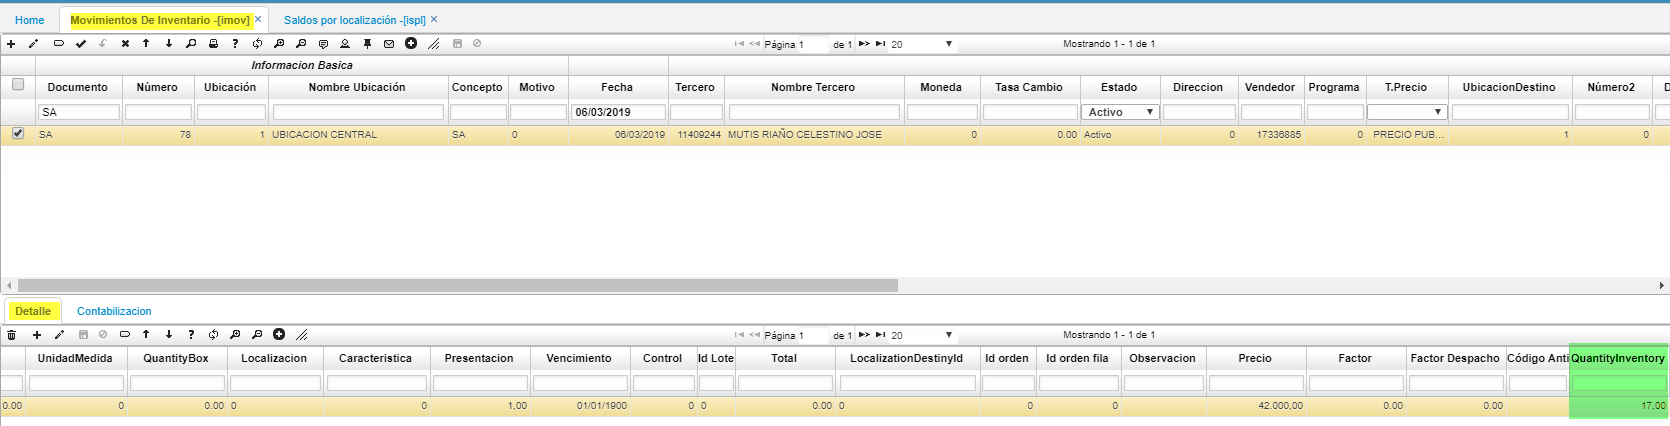 Home Movimientos De Inventario -[imov] Saldos por localización -[ispl]
Página 1 de 1 20 Mostrando 1 - 1 de 1
Informacion Basica
Documento Número Ubicación Nombre Ubicación Concepto Motivo Fecha Tercero Nombre Tercero Moneda Tasa Cambio Estado Direccion Vendedor Programa T.Precio UbicacionDestino Número2 D
SA 06/03/2019 Activo
SA 78 1 UBICACION CENTRAL SA 0 06/03/2019 11409244 MUTIS RIAÑO CELESTINO JOSE 0 0.00 Activo 0 17336885 0 PRECIO PUB... 1 0
Detalle Contabilizacion
Página 1 de 1 20 Mostrando 1 - 1 de 1
UnidadMedida QuantityBox Localizacion Caracteristica Presentacion Vencimiento Control Id Lote Total LocalizationDestinyId Id orden Id orden fila Observacion Precio Factor Factor Despacho Código Anti QuantityInventory
0.00 0 0.00 0 0 1,00 01/01/1900 0 0 0.00 0 0 0 42.000,00 0.00 0.00 17,00